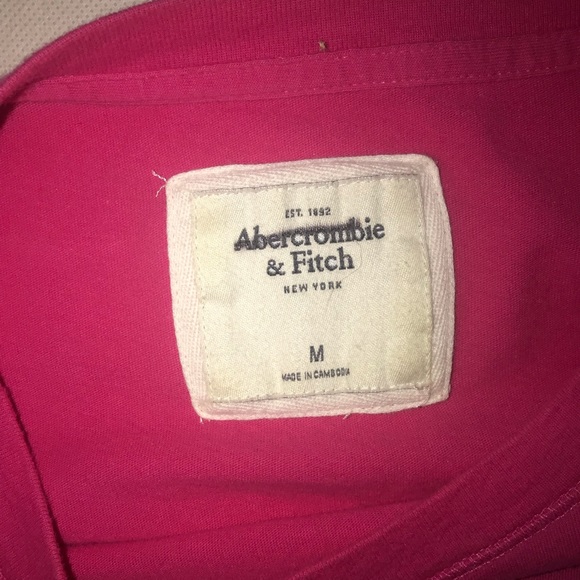 EST. 1892
Abercrombie
& Fitch
NEW YORK
M
MADE IN CAMBODIA